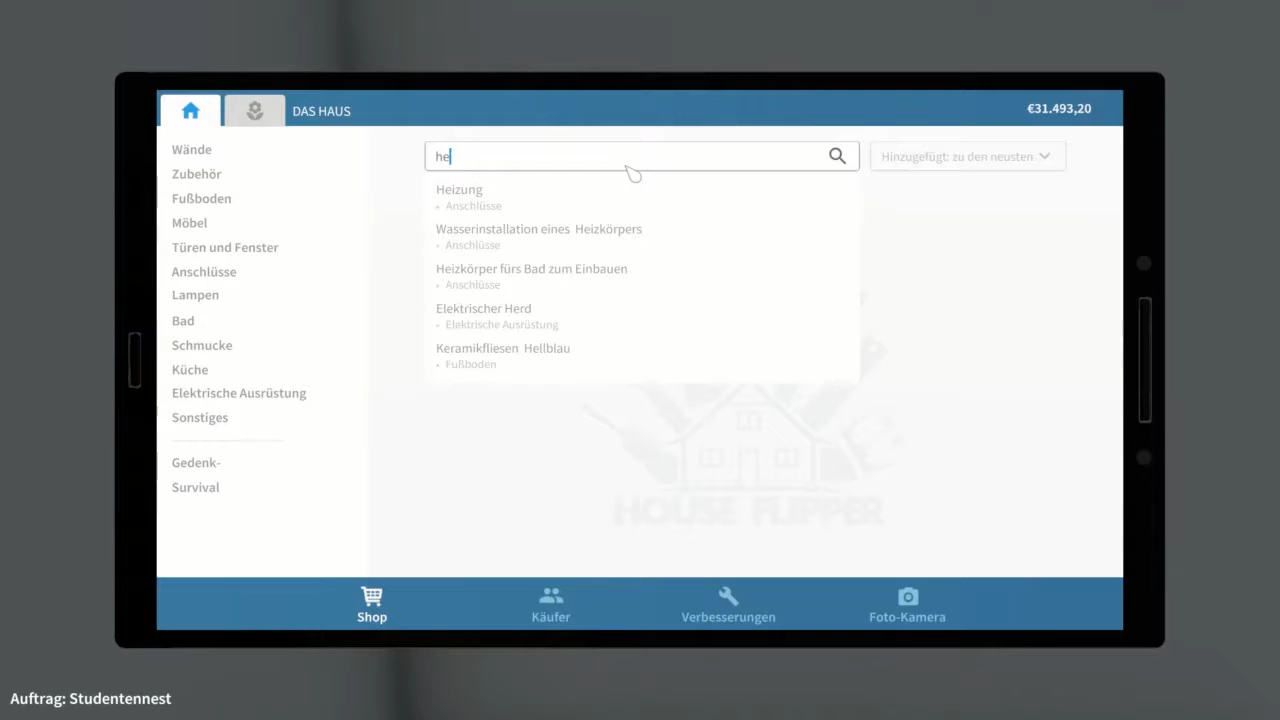 DAS HAUS
€31.493,20
Wände
Zubehör
Fußboden
Möbel
Türen und Fenster
Anschlüsse
Lampen
Bad
Schmucke
Küche
Elektrische Ausrüstung
Sonstiges
Gedenk-
Survival
he
Hinzugefügt: zu den neusten
Heizung
• Anschlüsse
Wasserinstallation eines Heizkörpers
• Anschlüsse
Heizkörper fürs Bad zum Einbauen
• Anschlüsse
Elektrischer Herd
• Elektrische Ausrüstung
Keramikfliesen Hellblau
• Fußboden
HOUSE FLIPPER
Shop
Käufer
Verbesserungen
Foto-Kamera
Auftrag: Studentennest